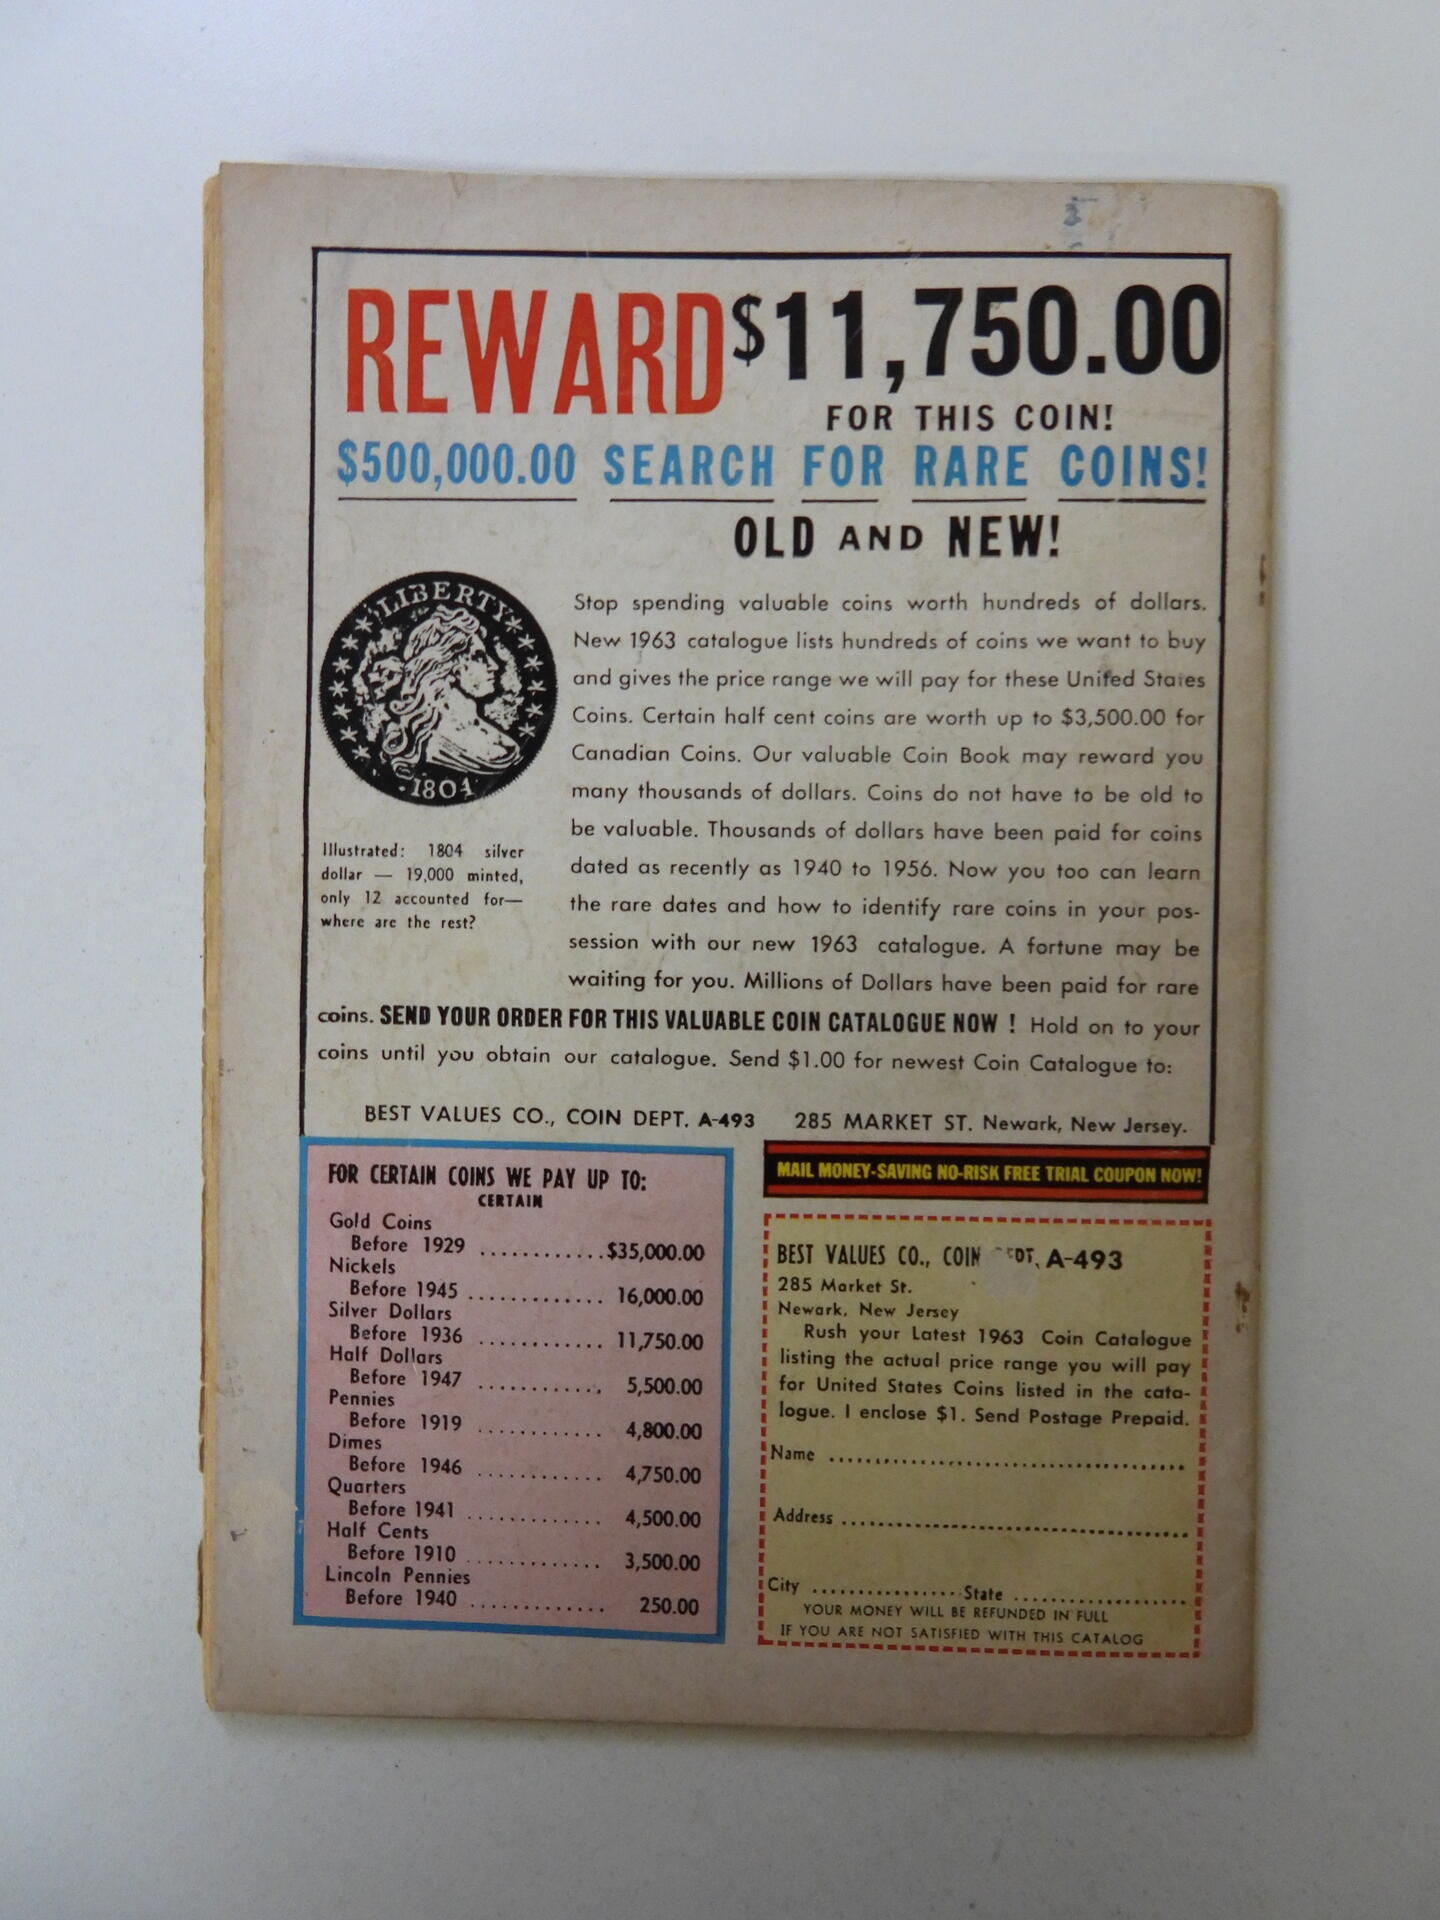 REWARD $11,750.00
FOR THIS COIN!
$500,000.00 SEARCH FOR RARE COINS!
OLD AND NEW!
LIBERTY
1804
Illustrated: 1804 silver
dollar — 19,000 minted,
only 12 accounted for—
where are the rest?
Stop spending valuable coins worth hundreds of dollars.
New 1963 catalogue lists hundreds of coins we want to buy
and gives the price range we will pay for these United States
Coins. Certain half cent coins are worth up to $3,500.00 for
Canadian Coins. Our valuable Coin Book may reward you
many thousands of dollars. Coins do not have to be old to
be valuable. Thousands of dollars have been paid for coins
dated as recently as 1940 to 1956. Now you too can learn
the rare dates and how to identify rare coins in your pos-
session with our new 1963 catalogue. A fortune may be
waiting for you. Millions of Dollars have been paid for rare
coins. SEND YOUR ORDER FOR THIS VALUABLE COIN CATALOGUE NOW ! Hold on to your
coins until you obtain our catalogue. Send $1.00 for newest Coin Catalogue to:
BEST VALUES CO., COIN DEPT. A-493 285 MARKET ST. Newark, New Jersey.
FOR CERTAIN COINS WE PAY UP TO:
CERTAIN
Gold Coins
Before 1929 ............$35,000.00
Nickels
Before 1945 ............. 16,000.00
Silver Dollars
Before 1936 ............ 11,750.00
Half Dollars
Before 1947 ............ 5,500.00
Pennies
Before 1919 ............ 4,800.00
Dimes
Before 1946 ............ 4,750.00
Quarters
Before 1941 ............. 4,500.00
Half Cents
Before 1910 ............. 3,500.00
Lincoln Pennies
Before 1940 ............. 250.00
MAIL MONEY-SAVING NO-RISK FREE TRIAL COUPON NOW!
BEST VALUES CO., COIN A-493
285 Market St.
Newark, New Jersey
Rush your Latest 1963 Coin Catalogue
listing the actual price range you will pay
for United States Coins listed in the cata-
logue. I enclose $1. Send Postage Prepaid.
Name ......................................
Address ....................................
City ................ State ..................
YOUR MONEY WILL BE REFUNDED IN FULL
IF YOU ARE NOT SATISFIED WITH THIS CATALOG